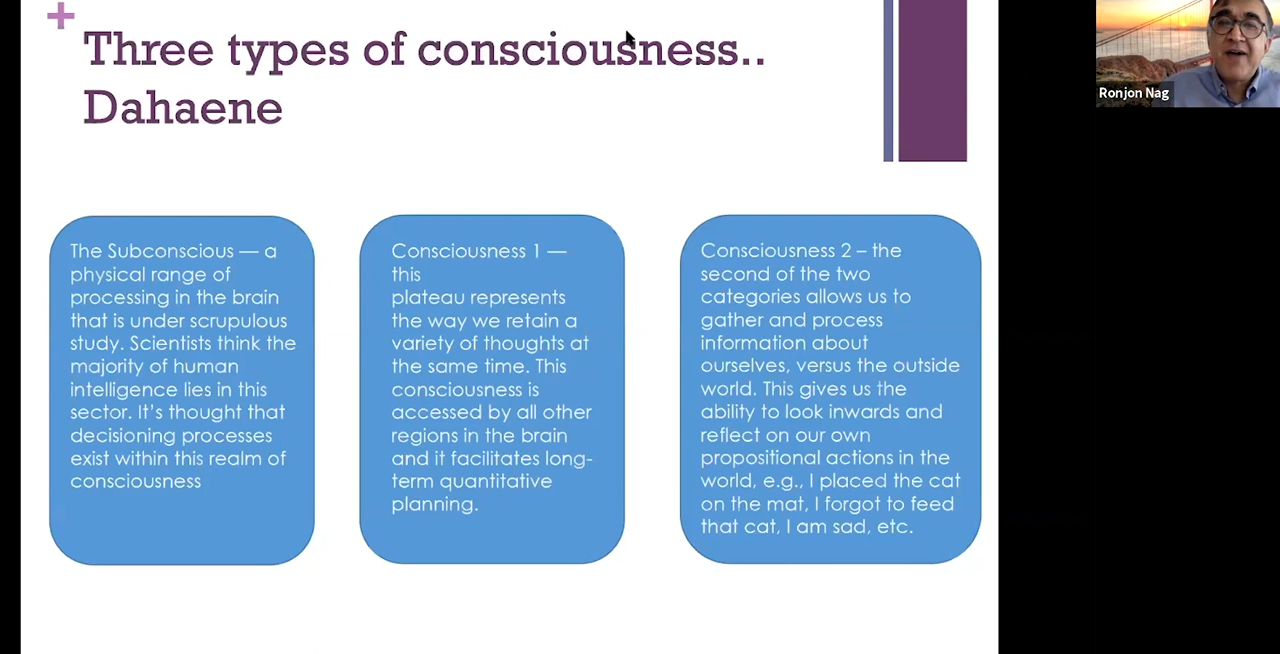 Three types of consciousness..
Dahaene
Ronjon Nag
The Subconscious — a
physical range of
processing in the brain
that is under scrupulous
study. Scientists think the
majority of human
intelligence lies in this
sector. It's thought that
decisioning processes
exist within this realm of
consciousness
Consciousness 1 —
this
plateau represents
the way we retain a
variety of thoughts at
the same time. This
consciousness is
accessed by all other
regions in the brain
and it facilitates long-
term quantitative
planning.
Consciousness 2 – the
second of the two
categories allows us to
gather and process
information about
ourselves, versus the outside
world. This gives us the
ability to look inwards and
reflect on our own
propositional actions in the
world, e.g., I placed the cat
on the mat, I forgot to feed
that cat, I am sad, etc.